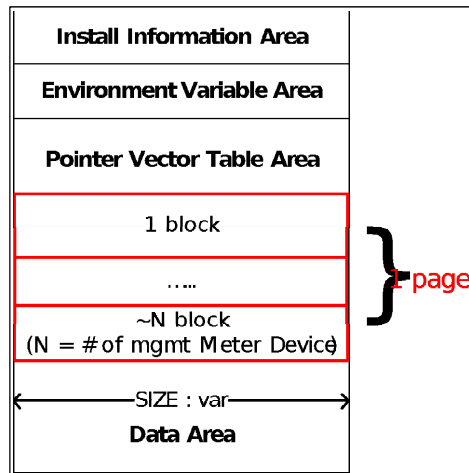 Install Information Area
Environment Variable Area
Pointer Vector Table Area
1 block
1 page
.....
~N block
(N = # of mgmt Meter Device)
SIZE : var
Data Area